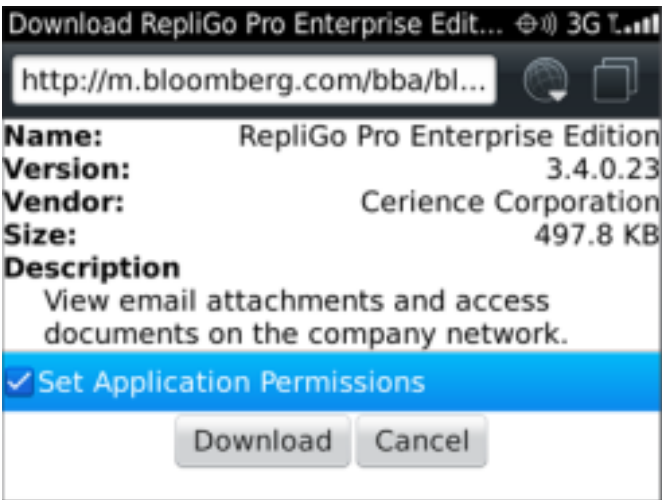 Download RepliGo Pro Enterprise Edit... 3G
http://m.bloomberg.com/bba/bl...
Name: RepliGo Pro Enterprise Edition
Version: 3.4.0.23
Vendor: Cerience Corporation
Size: 497.8 KB
Description
View email attachments and access
documents on the company network.
Set Application Permissions
Download Cancel